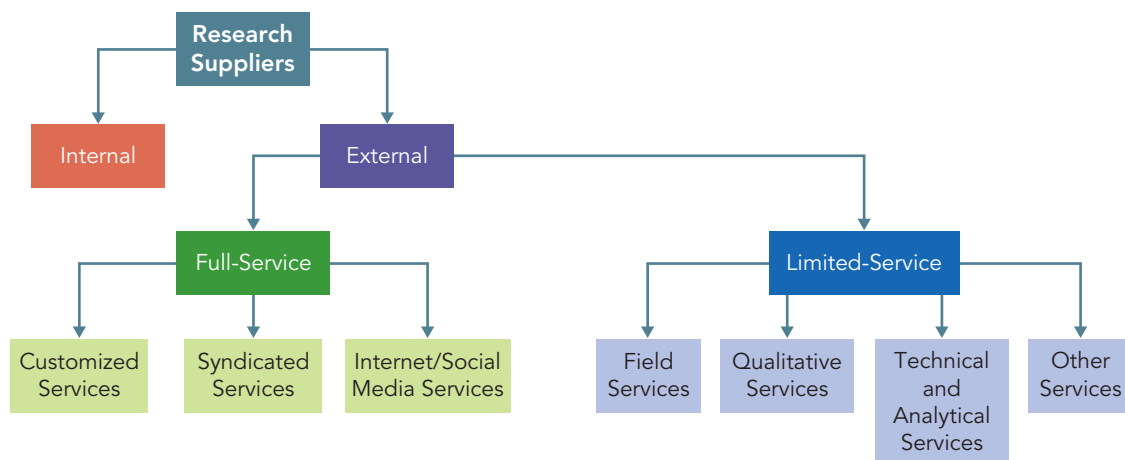 Research
Suppliers
Internal
External
Full-Service
Limited-Service
Customized
Services
Syndicated
Services
Internet/Social
Media Services
Field
Services
Qualitative
Services
Technical
and
Analytical
Services
Other
Services